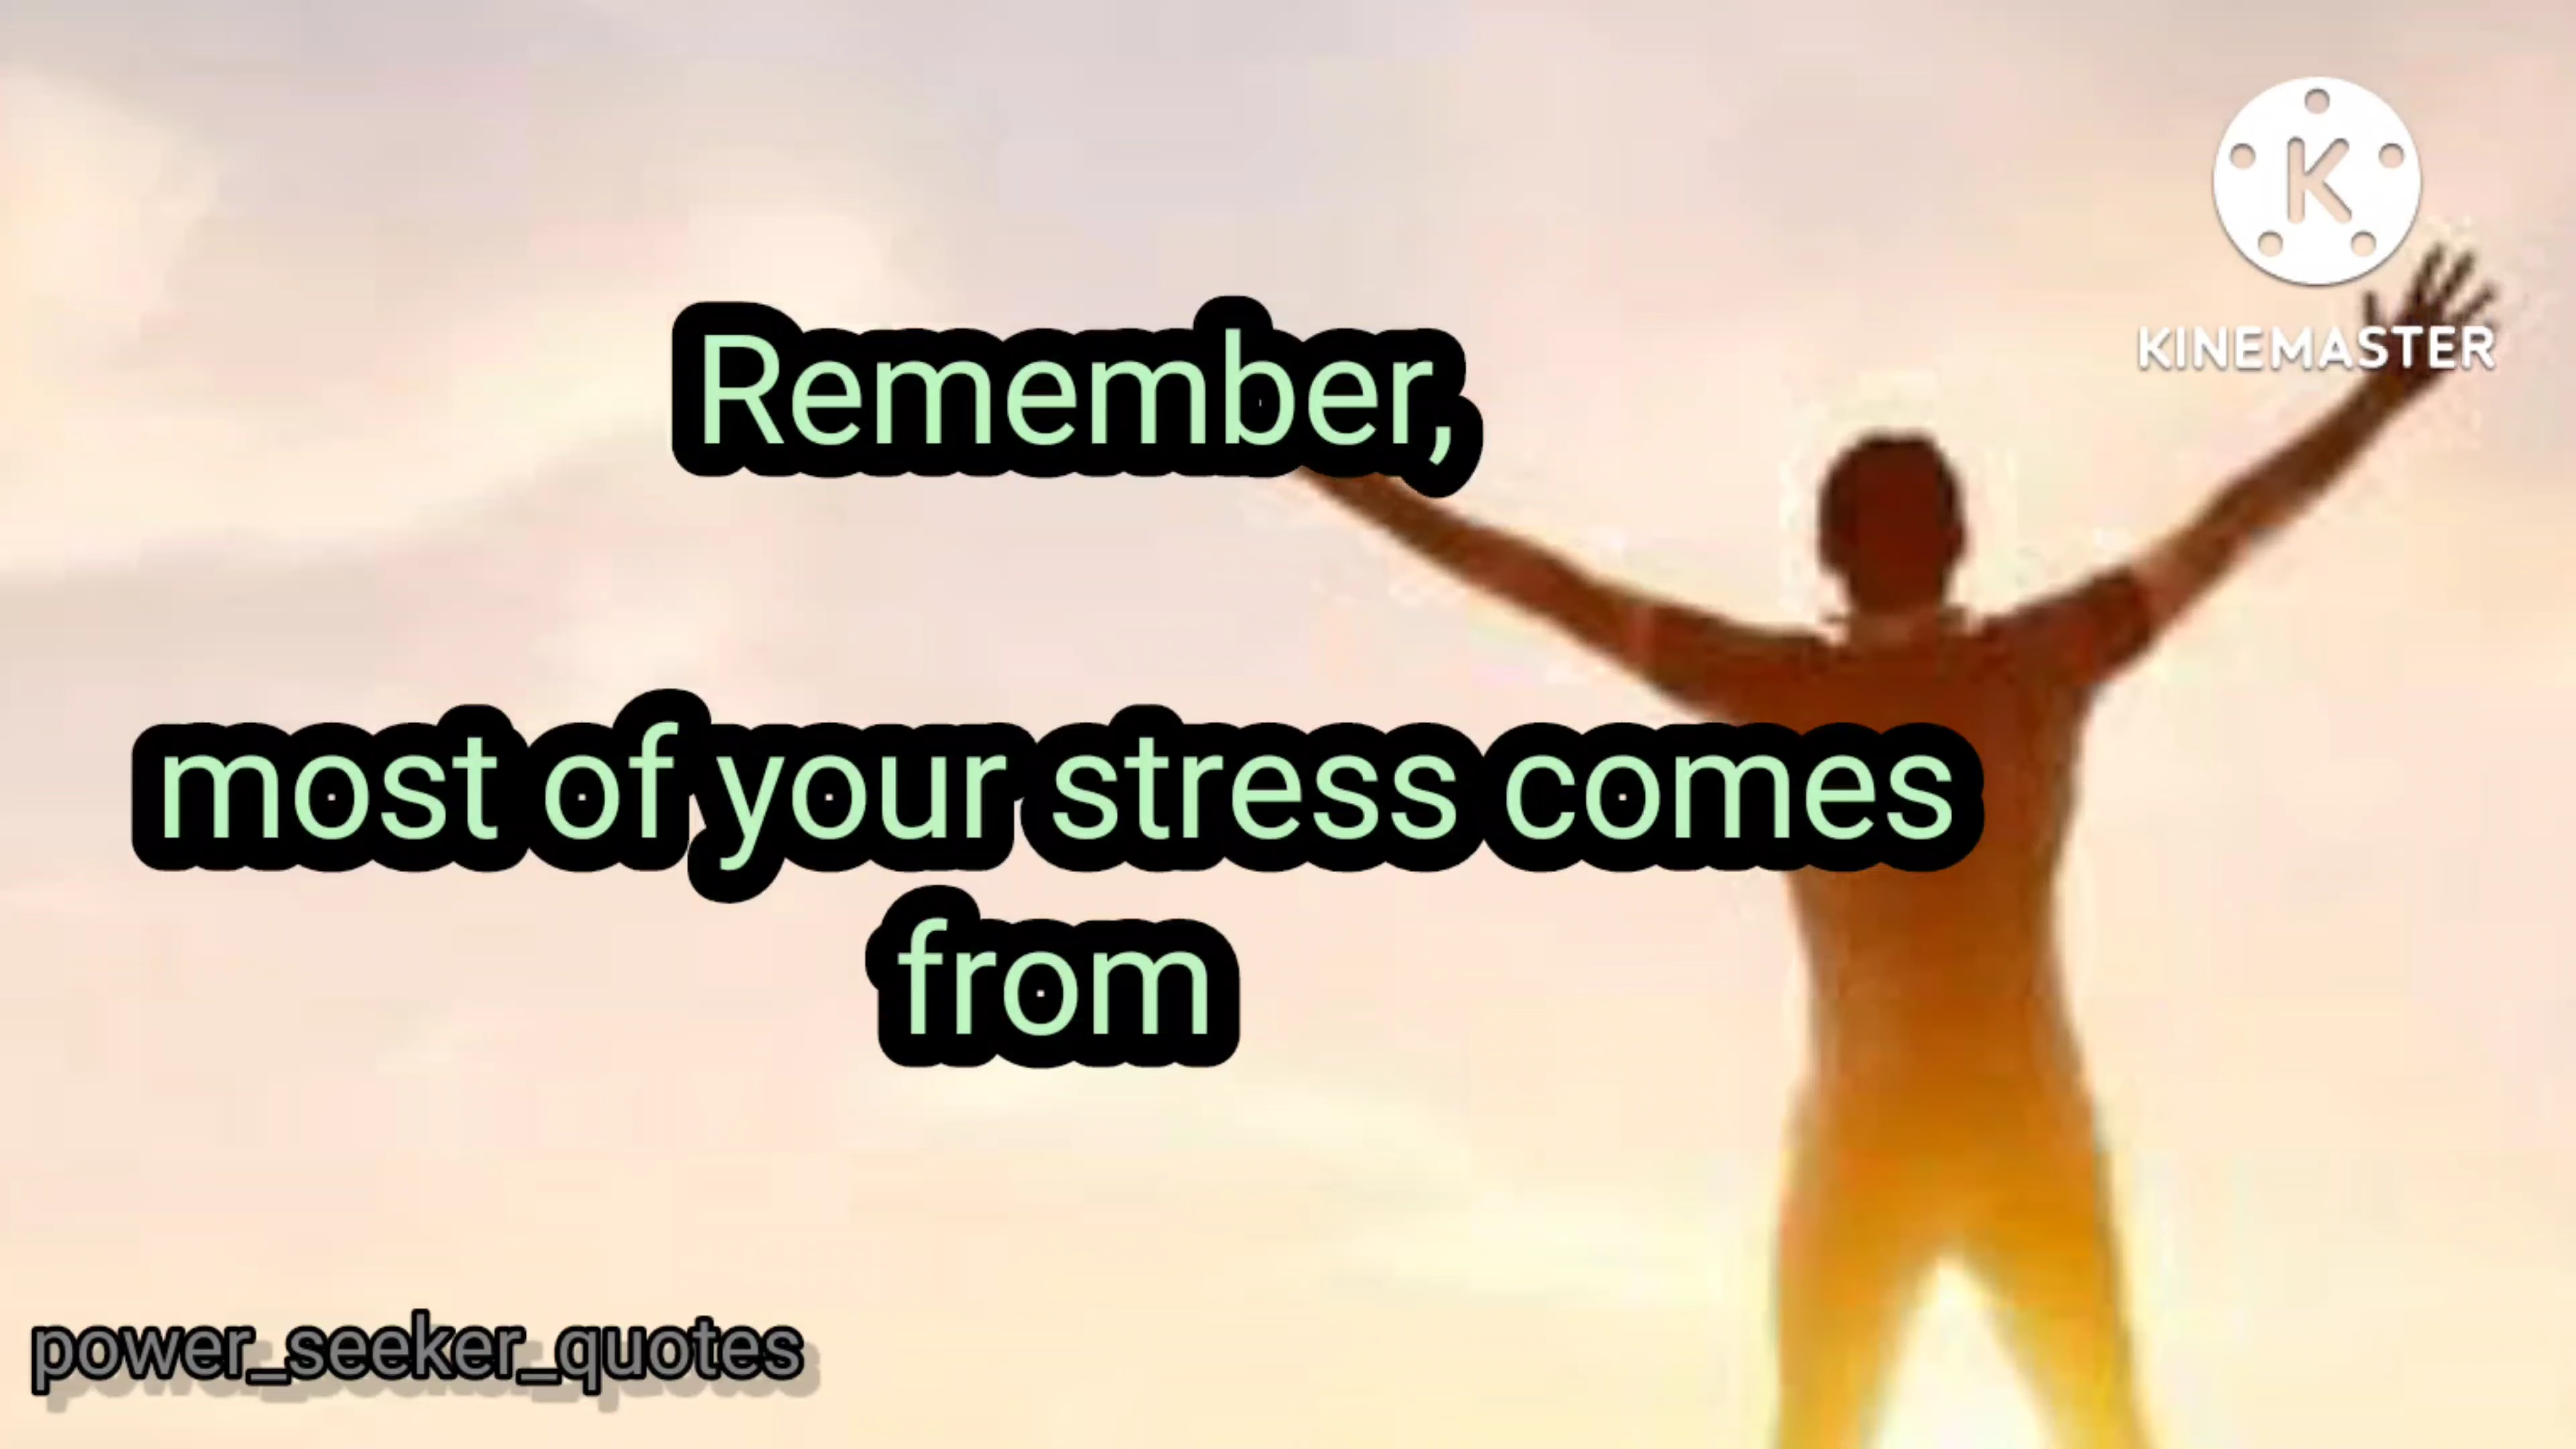 K
KINEMASTER
Remember,
most of your stress comes
from
power_seeker_quotes